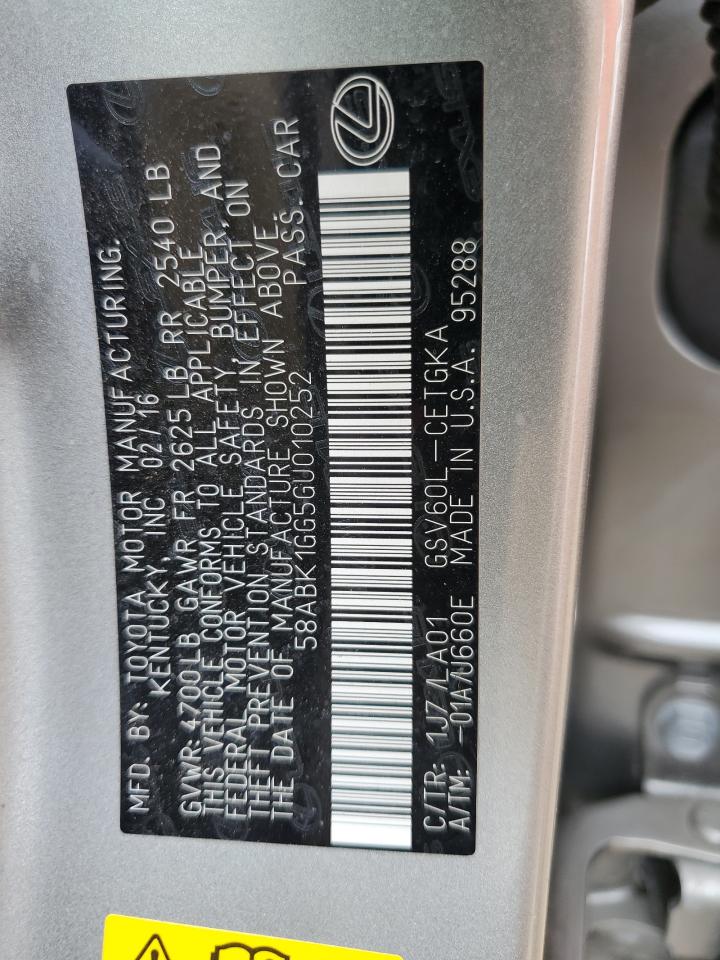 MFD. BY: TOYOTA MOTOR MANUFACTURING.
KENTUCKY, INC 02/16
GVWR 4700 LB GAWR FR 2625 LB RR 2540 LB
THIS VEHICLE CONFORMS TO ALL APPLICABLE
FEDERAL MOTOR VEHICLE SAFETY, BUMPER, AND
THEFT PREVENTION STANDARDS IN EFFECT ON
THE DATE OF MANUFACTURE SHOWN ABOVE.
58ABK1GG5GU010252 PASS. CAR
C/TR: 1J7/LA01 GSV60L-CETGKA
A/TM: -01A/U660E MADE IN U.S.A. 95288